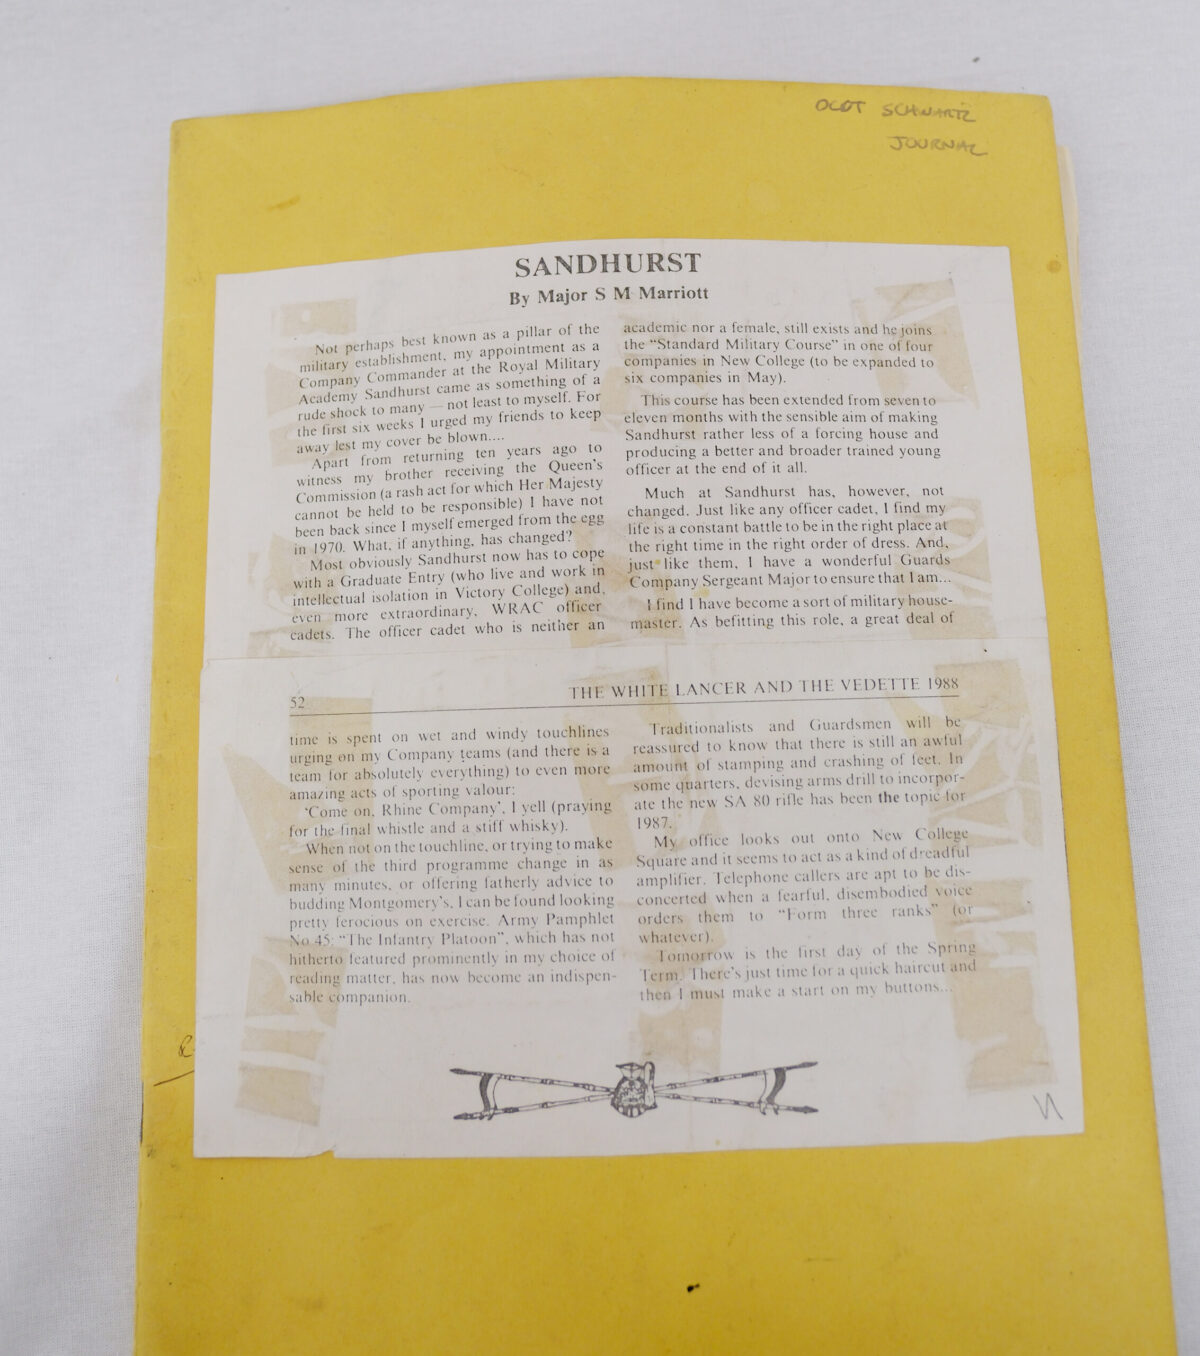 OCDT SCHWARTZ
JOURNAL
SANDHURST
By Major S M Marriott
Not perhaps best known as a pillar of the
military establishment, my appointment as a
Company Commander at the Royal Military
Academy Sandhurst came as something of a
rude shock to many — not least to myself. For
the first six weeks I urged my friends to keep
away lest my cover be blown....
Apart from returning ten years ago to
witness my brother receiving the Queen's
Commission (a rash act for which Her Majesty
cannot be held to be responsible) I have not
been back since I myself emerged from the egg
in 1970. What, if anything, has changed?
Most obviously Sandhurst now has to cope
with a Graduate Entry (who live and work in
intellectual isolation in Victory College) and,
even more extraordinary, WRAC officer
cadets. The officer cadet who is neither an
academic nor a female, still exists and he joins
the “Standard Military Course” in one of four
companies in New College (to be expanded to
six companies in May).
This course has been extended from seven to
eleven months with the sensible aim of making
Sandhurst rather less of a forcing house and
producing a better and broader trained young
officer at the end of it all.
Much at Sandhurst has, however, not
changed. Just like any officer cadet, I find my
life is a constant battle to be in the right place at
the right time in the right order of dress. And,
just like them, I have a wonderful Guards
Company Sergeant Major to ensure that I am...
I find I have become a sort of military house-
master. As befitting this role, a great deal of
52
THE WHITE LANCER AND THE VEDETTE 1988
time is spent on wet and windy touchlines
urging on my Company teams (and there is a
team for absolutely everything) to even more
amazing acts of sporting valour:
‘Come on, Rhine Company’, I yell (praying
for the final whistle and a stiff whisky).
When not on the touchline, or trying to make
sense of the third programme change in as
many minutes, or offering fatherly advice to
budding Montgomery's, I can be found looking
pretty ferocious on exercise. Army Pamphlet
No 45: “The Infantry Platoon”, which has not
hitherto featured prominently in my choice of
reading matter, has now become an indispen-
sable companion.
Traditionalists and Guardsmen will be
reassured to know that there is still an awful
amount of stamping and crashing of feet. In
some quarters, devising arms drill to incorpor-
ate the new SA 80 rifle has been the topic for
1987.
My office looks out onto New College
Square and it seems to act as a kind of dreadful
amplifier. Telephone callers are apt to be dis-
concerted when a fearful, disembodied voice
orders them to “Form three ranks” (or
whatever).
Tomorrow is the first day of the Spring
Term. There's just time for a quick haircut and
then I must make a start on my buttons...